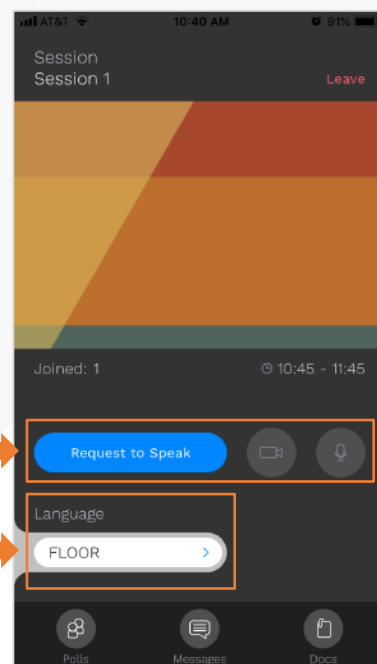 AT&T 10:40 AM 91%
Session
Session 1 Leave
Joined: 1 10:45 - 11:45
Request to Speak
Language
FLOOR
Polls Messages Docs